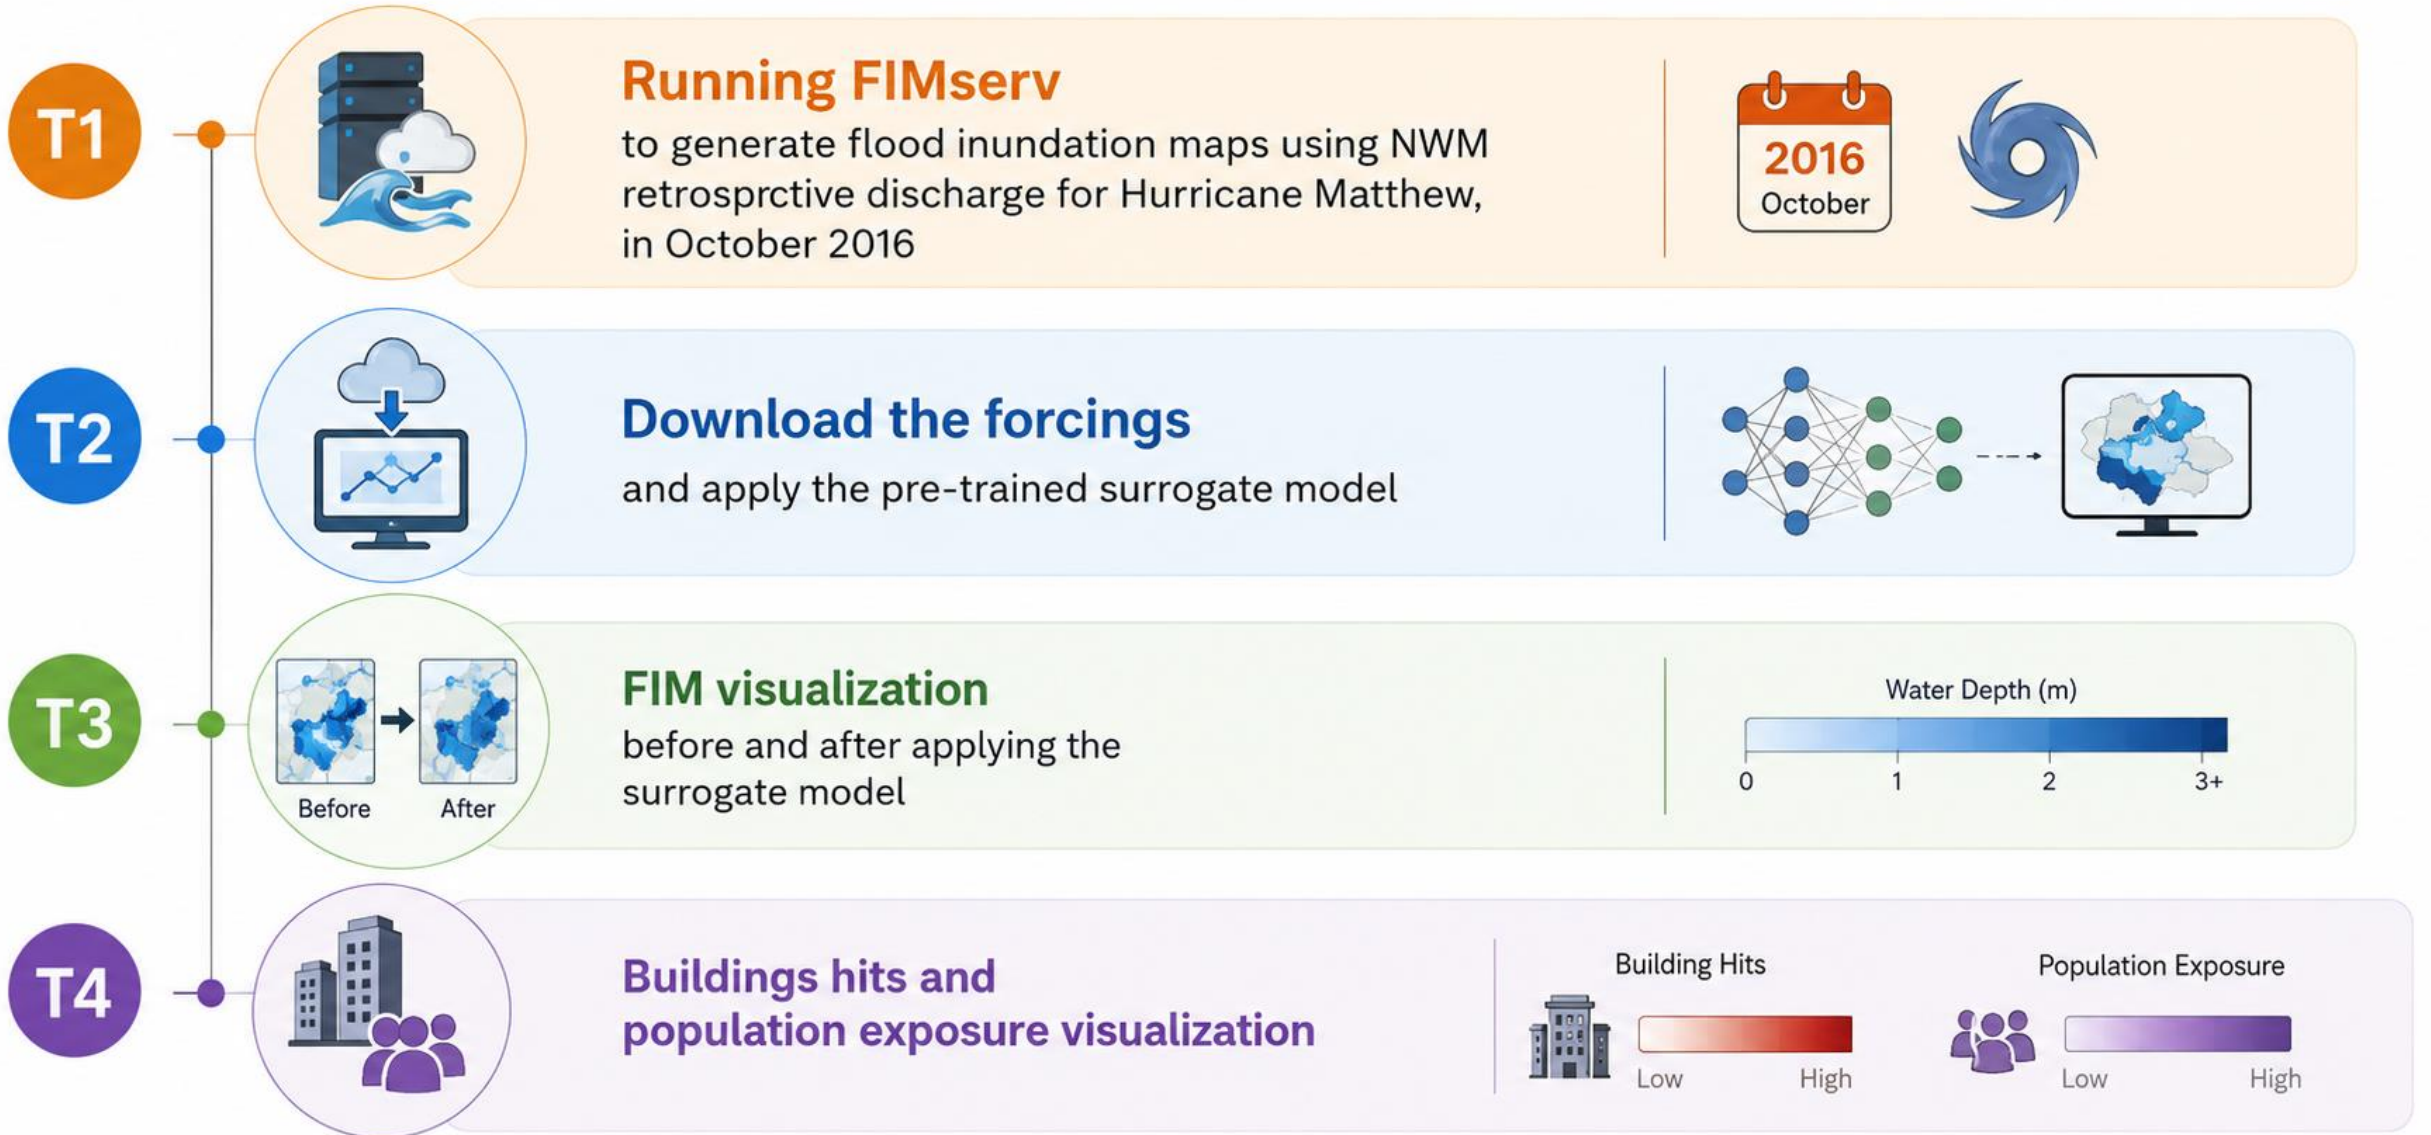 T1
Running FIMserv
to generate flood inundation maps using NWM
retrosprctive discharge for Hurricane Matthew,
in October 2016
2016
October
T2
Download the forcings
and apply the pre-trained surrogate model
T3
Before
After
FIM visualization
before and after applying the
surrogate model
Water Depth (m)
0 1 2 3+
T4
Buildings hits and
population exposure visualization
Building Hits
Low High
Population Exposure
Low High